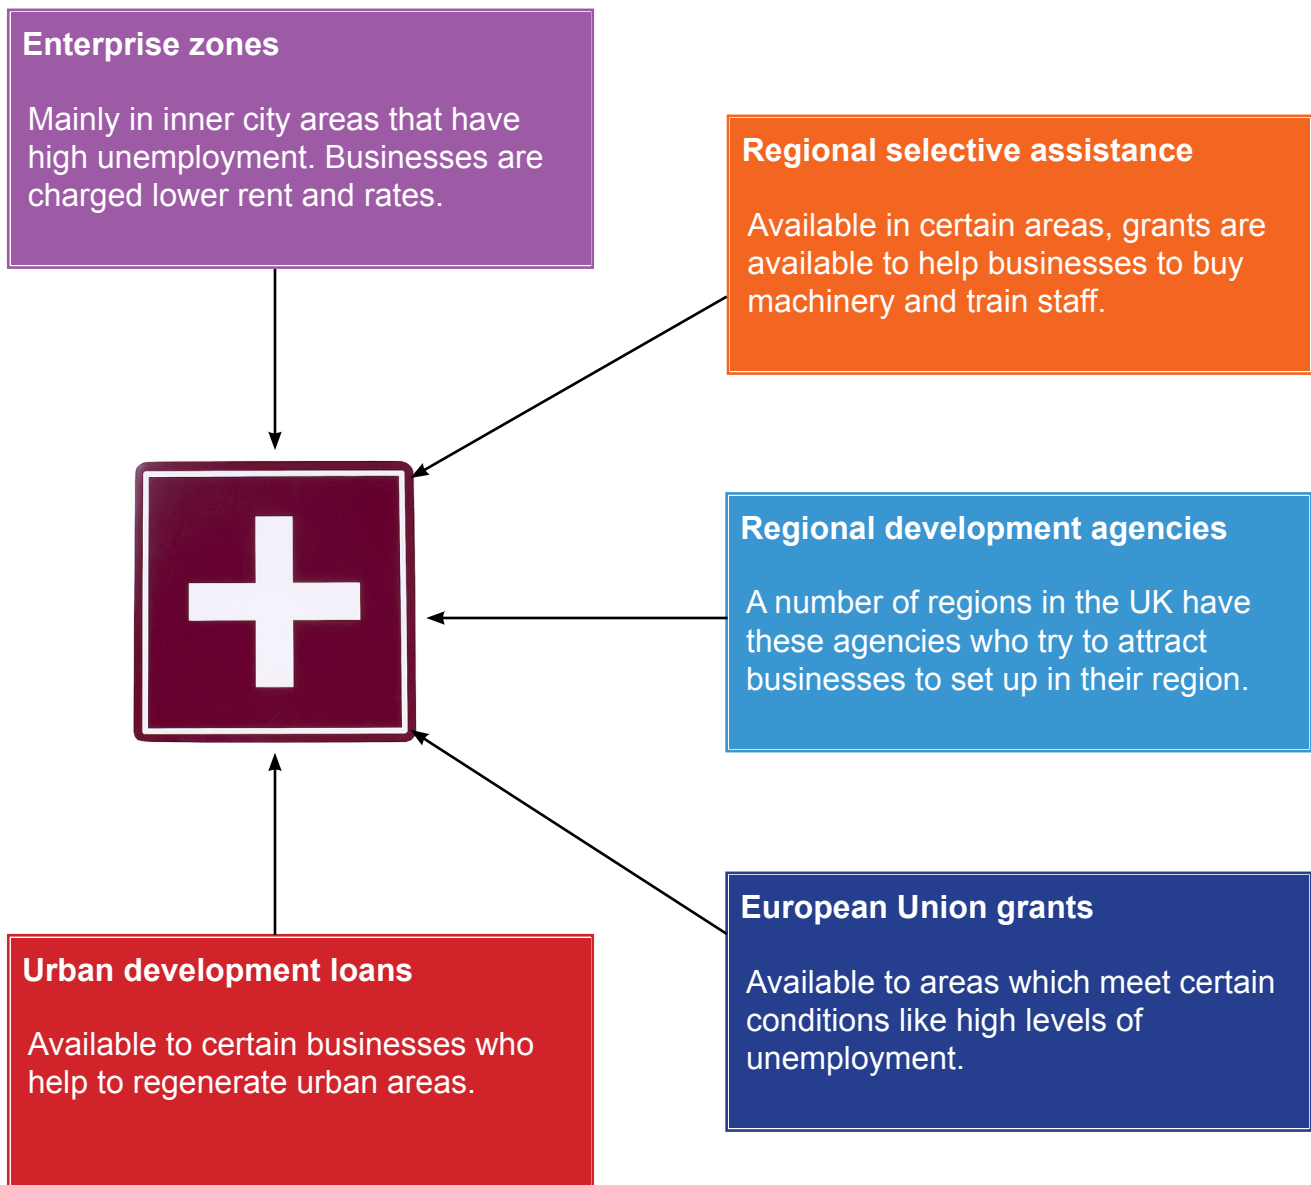 Enterprise zones
Mainly in inner city areas that have
high unemployment. Businesses are
charged lower rent and rates.
Regional selective assistance
Available in certain areas, grants are
available to help businesses to buy
machinery and train staff.
Regional development agencies
A number of regions in the UK have
these agencies who try to attract
businesses to set up in their region.
European Union grants
Available to areas which meet certain
conditions like high levels of
unemployment.
Urban development loans
Available to certain businesses who
help to regenerate urban areas.